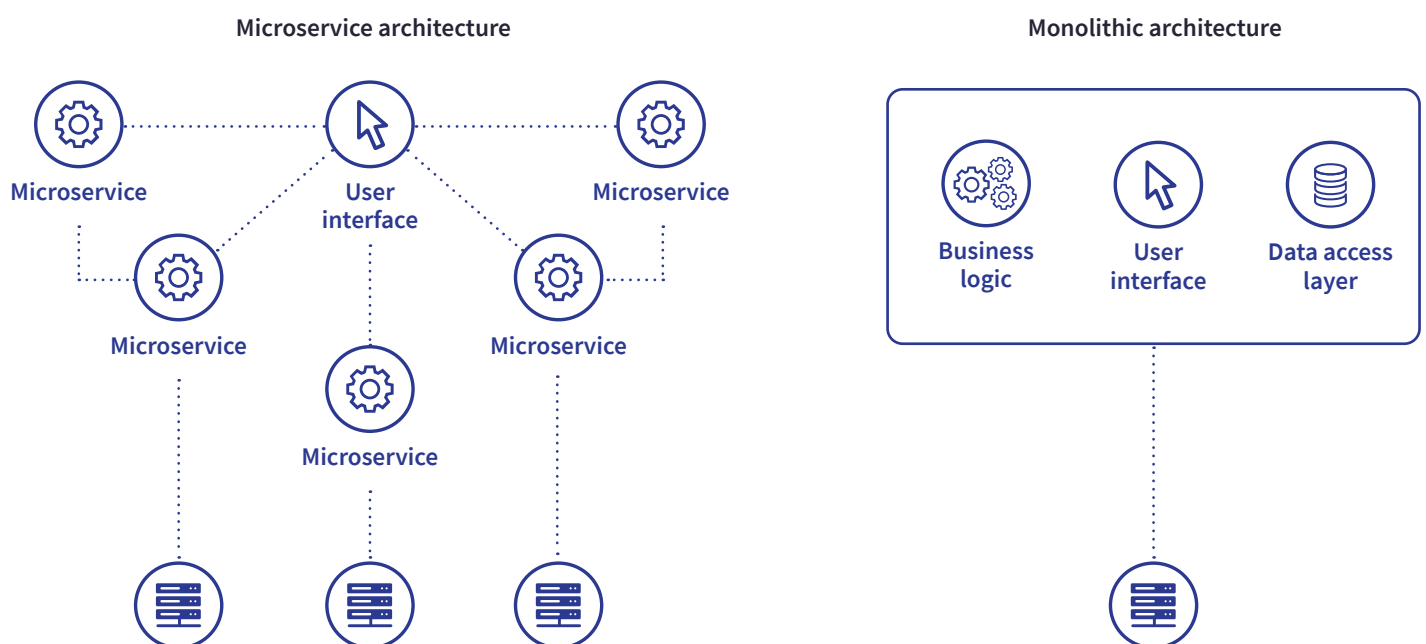 Microservice architecture
Microservice
User
interface
Microservice
Microservice
Microservice
Microservice
Monolithic architecture
Business
logic
User
interface
Data access
layer